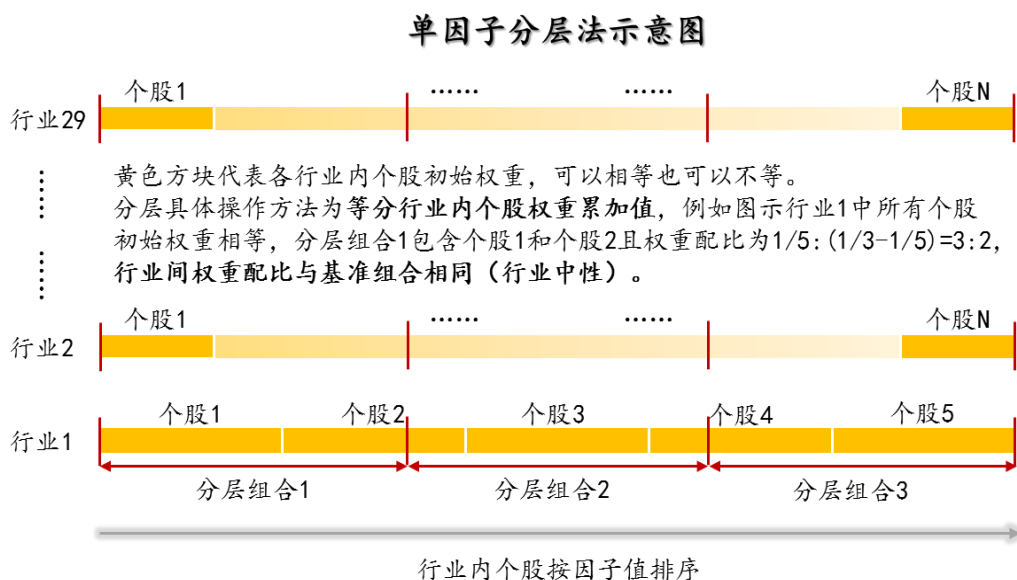 单因子分层法示意图
个股1 …… …… 个股N
行业29
……
黄色方块代表各行业内个股初始权重，可以相等也可以不等。
分层具体操作方法为等分行业内个股权重累加值，例如图示行业1中所有个股
初始权重相等，分层组合1包含个股1和个股2且权重配比为1/5:(1/3-1/5)=3:2，
行业间权重配比与基准组合相同（行业中性）。
……
个股1 …… …… 个股N
行业2
个股1 个股2 个股3 个股4 个股5
行业1
分层组合1 分层组合2 分层组合3
行业内个股按因子值排序